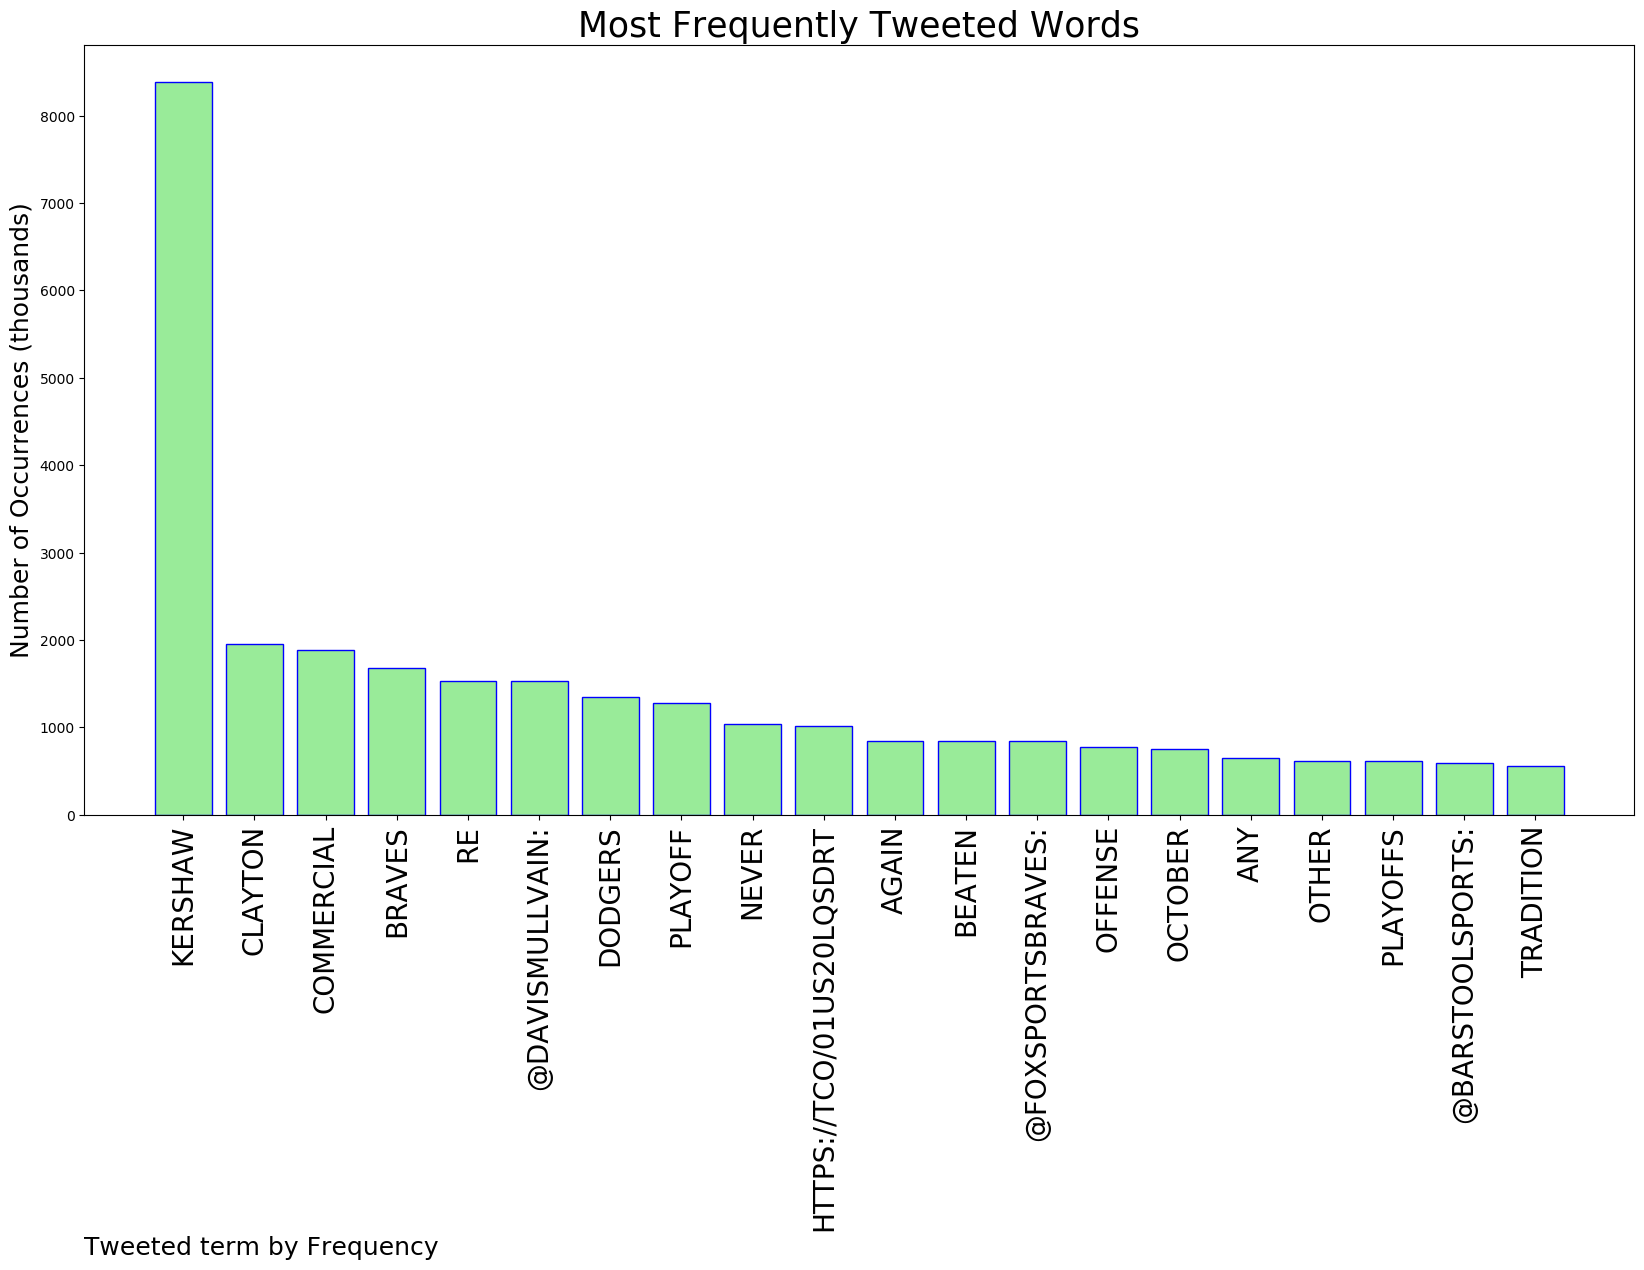 Most Frequently Tweeted Words
Number of Occurrences (thousands)
8000
7000
6000
5000
4000
3000
2000
1000
0
KERSHAW
CLAYTON
COMMERCIAL
BRAVES
RE
@DAVISMULLVAIN:
DODGERS
PLAYOFF
NEVER
HTTPS://TCO/01US20LQSDRT
AGAIN
BEATEN
@FOXSPORTSBRAVES:
OFFENSE
OCTOBER
ANY
OTHER
PLAYOFFS
@BARSTOOLSPORTS:
TRADITION
Tweeted term by Frequency